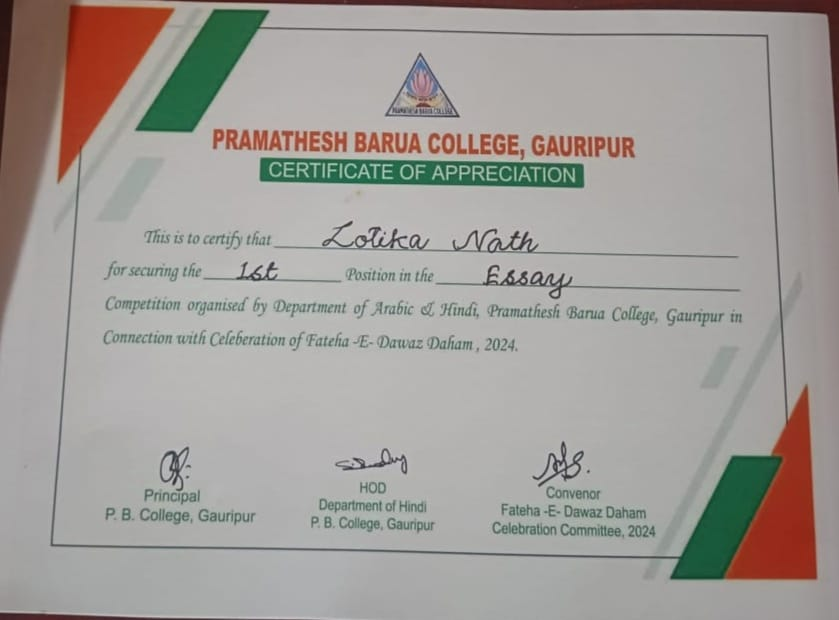 PRAMATHESH BARUA COLLEGE
PRAMATHESH BARUA COLLEGE, GAURIPUR
CERTIFICATE OF APPRECIATION
This is to certify that Lotika Nath
for securing the 1st Position in the Essay
Competition organised by Department of Arabic & Hindi, Pramathesh Barua College, Gauripur in
Connection with Celeberation of Fateha -E- Dawaz Daham, 2024.
Principal
P. B. College, Gauripur
HOD
Department of Hindi
P. B. College, Gauripur
Convenor
Fateha -E- Dawaz Daham
Celebration Committee, 2024